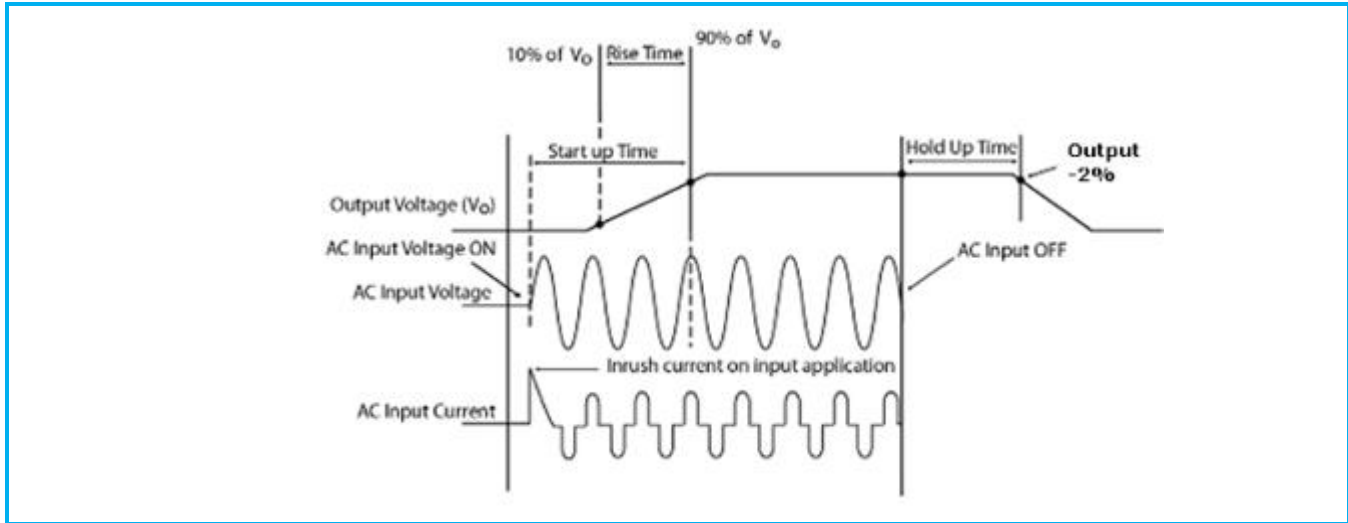 90% of Vo
10% of Vo
Rise Time
Start up Time
Hold Up Time
Output
-2%
Output Voltage (Vo)
AC Input Voltage ON
AC Input OFF
AC Input Voltage
Inrush current on input application
AC Input Current